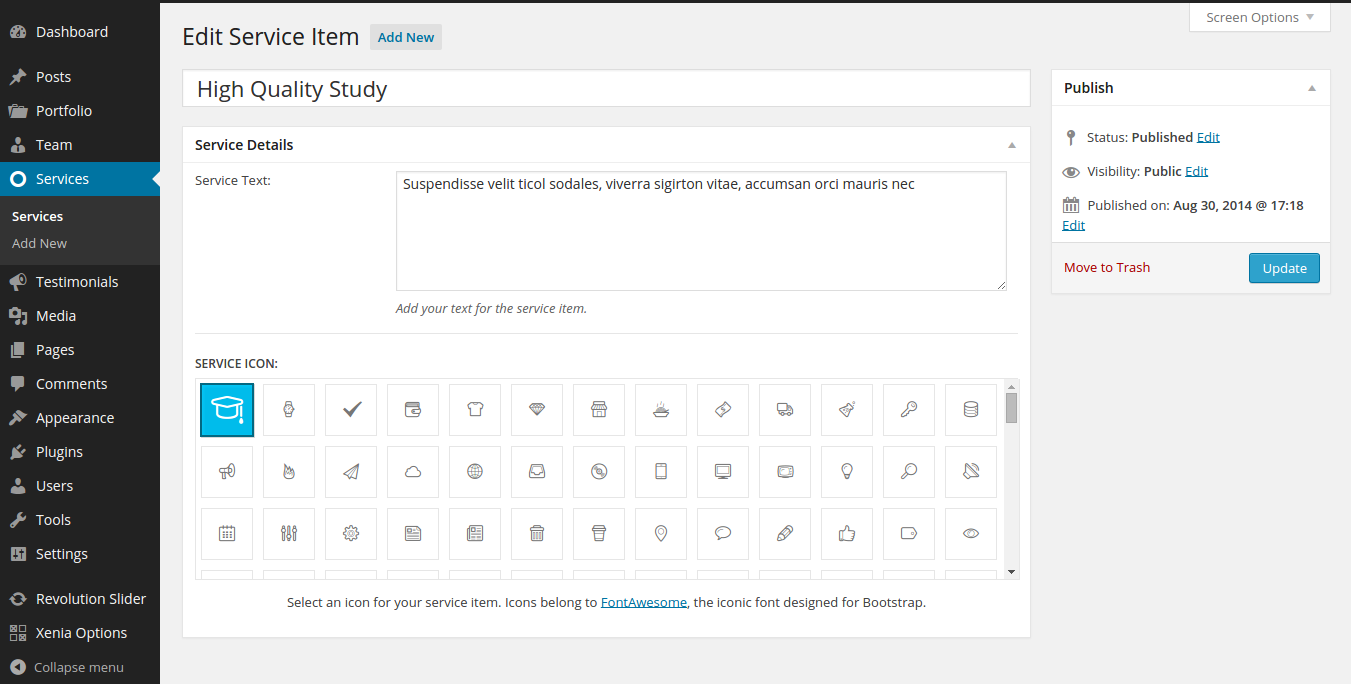 Dashboard
Posts
Portfolio
Team
Services
Services
Add New
Testimonials
Media
Pages
Comments
Appearance
Plugins
Users
Tools
Settings
Revolution Slider
Xenia Options
Collapse menu
Screen Options
Edit Service Item Add New
High Quality Study
Service Details
Service Text:
Suspendisse velit ticol sodales, viverra sigirton vitae, accumsan orci mauris nec
Add your text for the service item.
SERVICE ICON:
Select an icon for your service item. Icons belong to FontAwesome, the iconic font designed for Bootstrap.
Publish
Status: Published Edit
Visibility: Public Edit
Published on: Aug 30, 2014 @ 17:18
Edit
Move to Trash Update